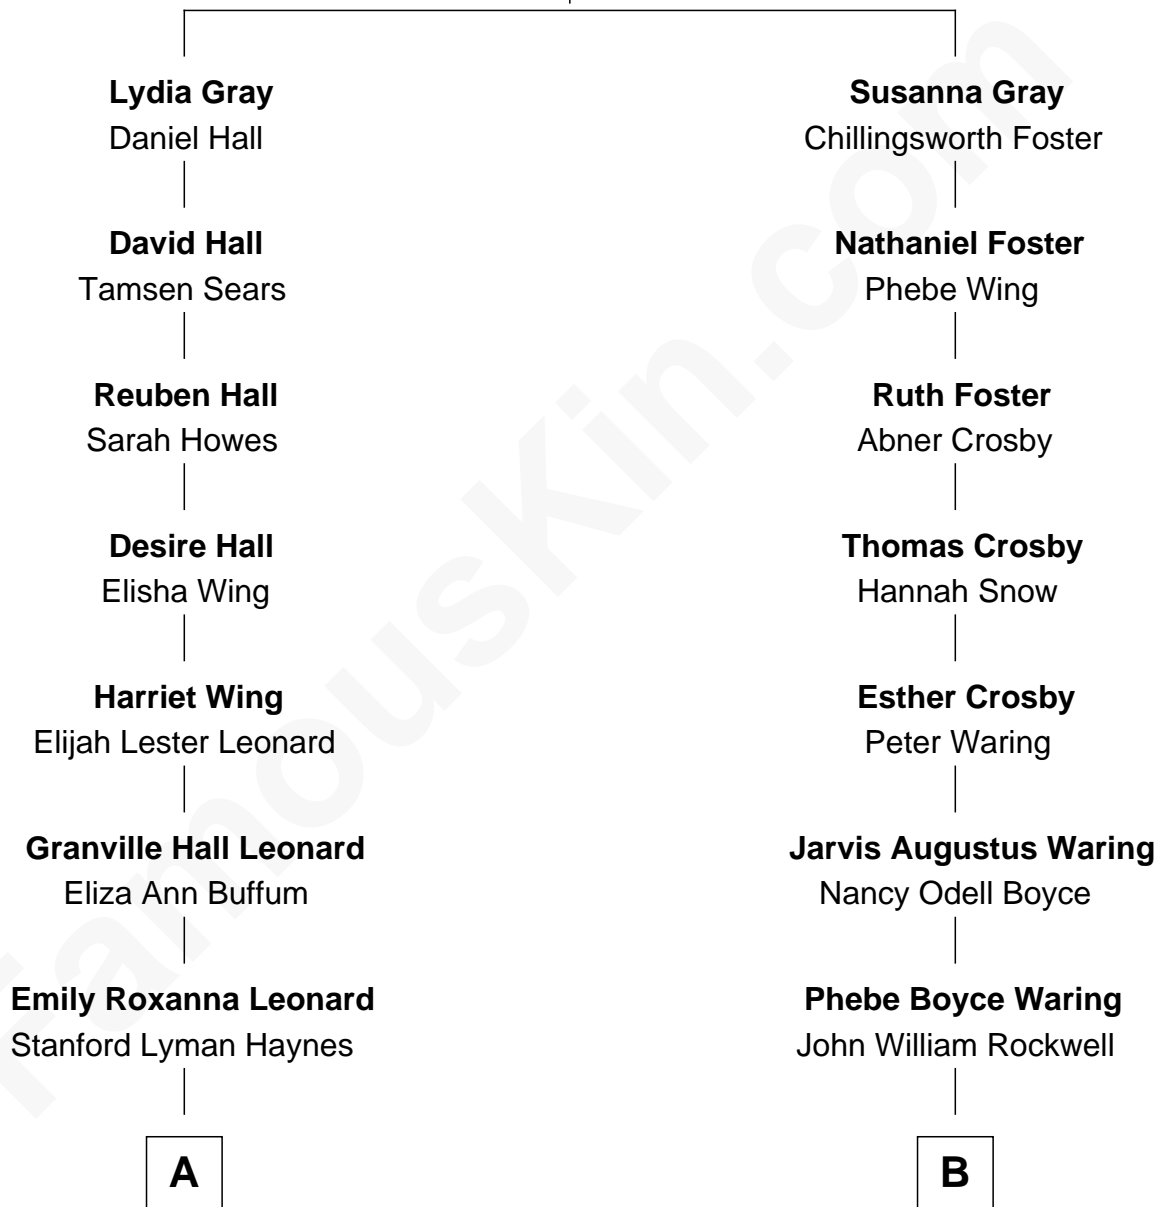 Lydia Gray
Daniel Hall
David Hall
Tamsen Sears
Reuben Hall
Sarah Howes
Desire Hall
Elisha Wing
Harriet Wing
Elijah Lester Leonard
Granville Hall Leonard
Eliza Ann Buffum
Emily Roxanna Leonard
Stanford Lyman Haynes
A
Susanna Gray
Chillingsworth Foster
Nathaniel Foster
Phebe Wing
Ruth Foster
Abner Crosby
Thomas Crosby
Hannah Snow
Esther Crosby
Peter Waring
Jarvis Augustus Waring
Nancy Odell Boyce
Phebe Boyce Waring
John William Rockwell
B
FamousKin.com